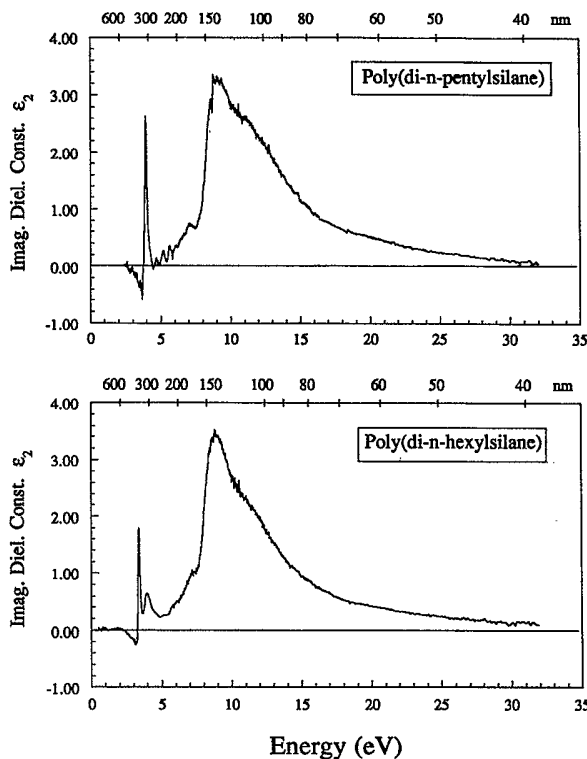 600 300 200 150 100 80 60 50 40 nm
4.00
3.00
2.00
1.00
0.00
-1.00
Imag. Diel. Const. ε₂
Poly(di-n-pentylsilane)
0 5 10 15 20 25 30 35
600 300 200 150 100 80 60 50 40 nm
4.00
3.00
2.00
1.00
0.00
-1.00
Imag. Diel. Const. ε₂
Poly(di-n-hexylsilane)
0 5 10 15 20 25 30 35
Energy (eV)